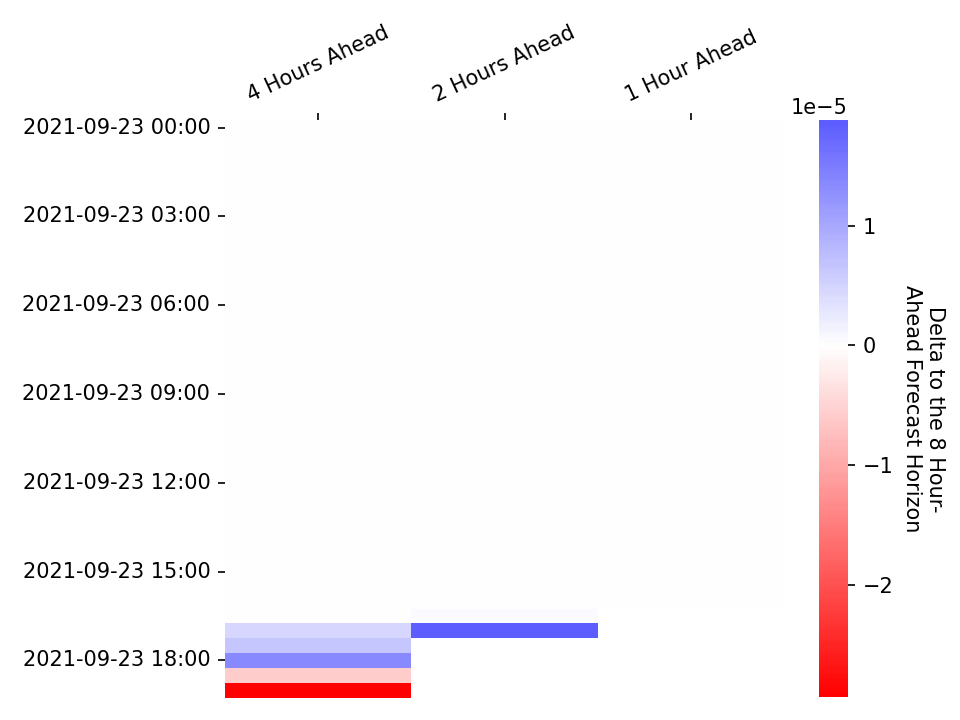 4 Hours Ahead
2 Hours Ahead
1 Hour Ahead
1e−5
2021-09-23 00:00
2021-09-23 03:00
2021-09-23 06:00
2021-09-23 09:00
2021-09-23 12:00
2021-09-23 15:00
2021-09-23 18:00
1
0
−1
−2
Delta to the 8 Hour-
Ahead Forecast Horizon